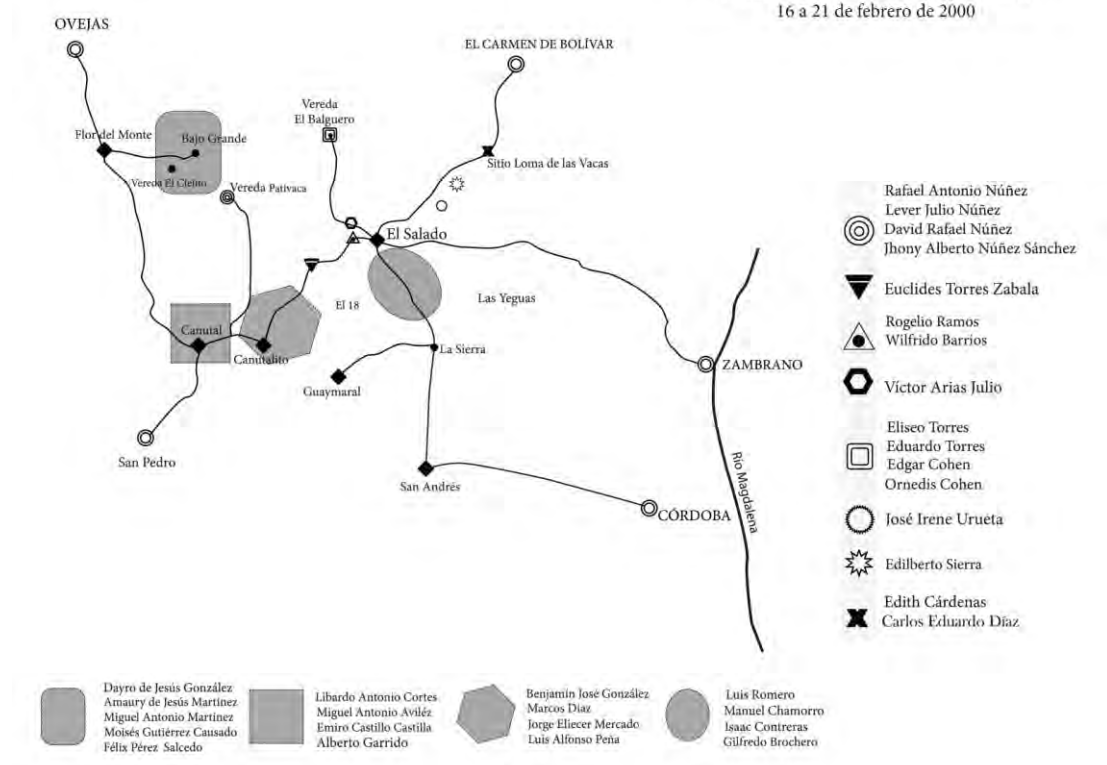 16 a 21 de febrero de 2000
OVEJAS
EL CARMEN DE BOLÍVAR
Vereda
El Balguero
Flor del Monte
Bajo Grande
Sitio Loma de las Vacas
Vereda El Cielito
Vereda Pativaca
El Salado
Las Yeguas
El 18
Canutal
Canutalito
La Sierra
Guaymaral
ZAMBRANO
San Pedro
San Andrés
Río Magdalena
CÓRDOBA
Rafael Antonio Núñez
Lever Julio Núñez
David Rafael Núñez
Jhony Alberto Núñez Sánchez
Euclides Torres Zabala
Rogelio Ramos
Wilfrido Barrios
Víctor Arias Julio
Eliseo Torres
Eduardo Torres
Edgar Cohen
Ornedis Cohen
José Irene Urueta
Edilberto Sierra
Edith Cárdenas
Carlos Eduardo Díaz
Dayro de Jesús González
Amaury de Jesús Martínez
Miguel Antonio Martínez
Moisés Gutiérrez Causado
Félix Pérez Salcedo
Libardo Antonio Cortes
Miguel Antonio Aviléz
Emiro Castillo Castilla
Alberto Garrido
Benjamín José González
Marcos Díaz
Jorge Eliecer Mercado
Luis Alfonso Peña
Luis Romero
Manuel Chamorro
Isaac Contreras
Gilfredo Brochero